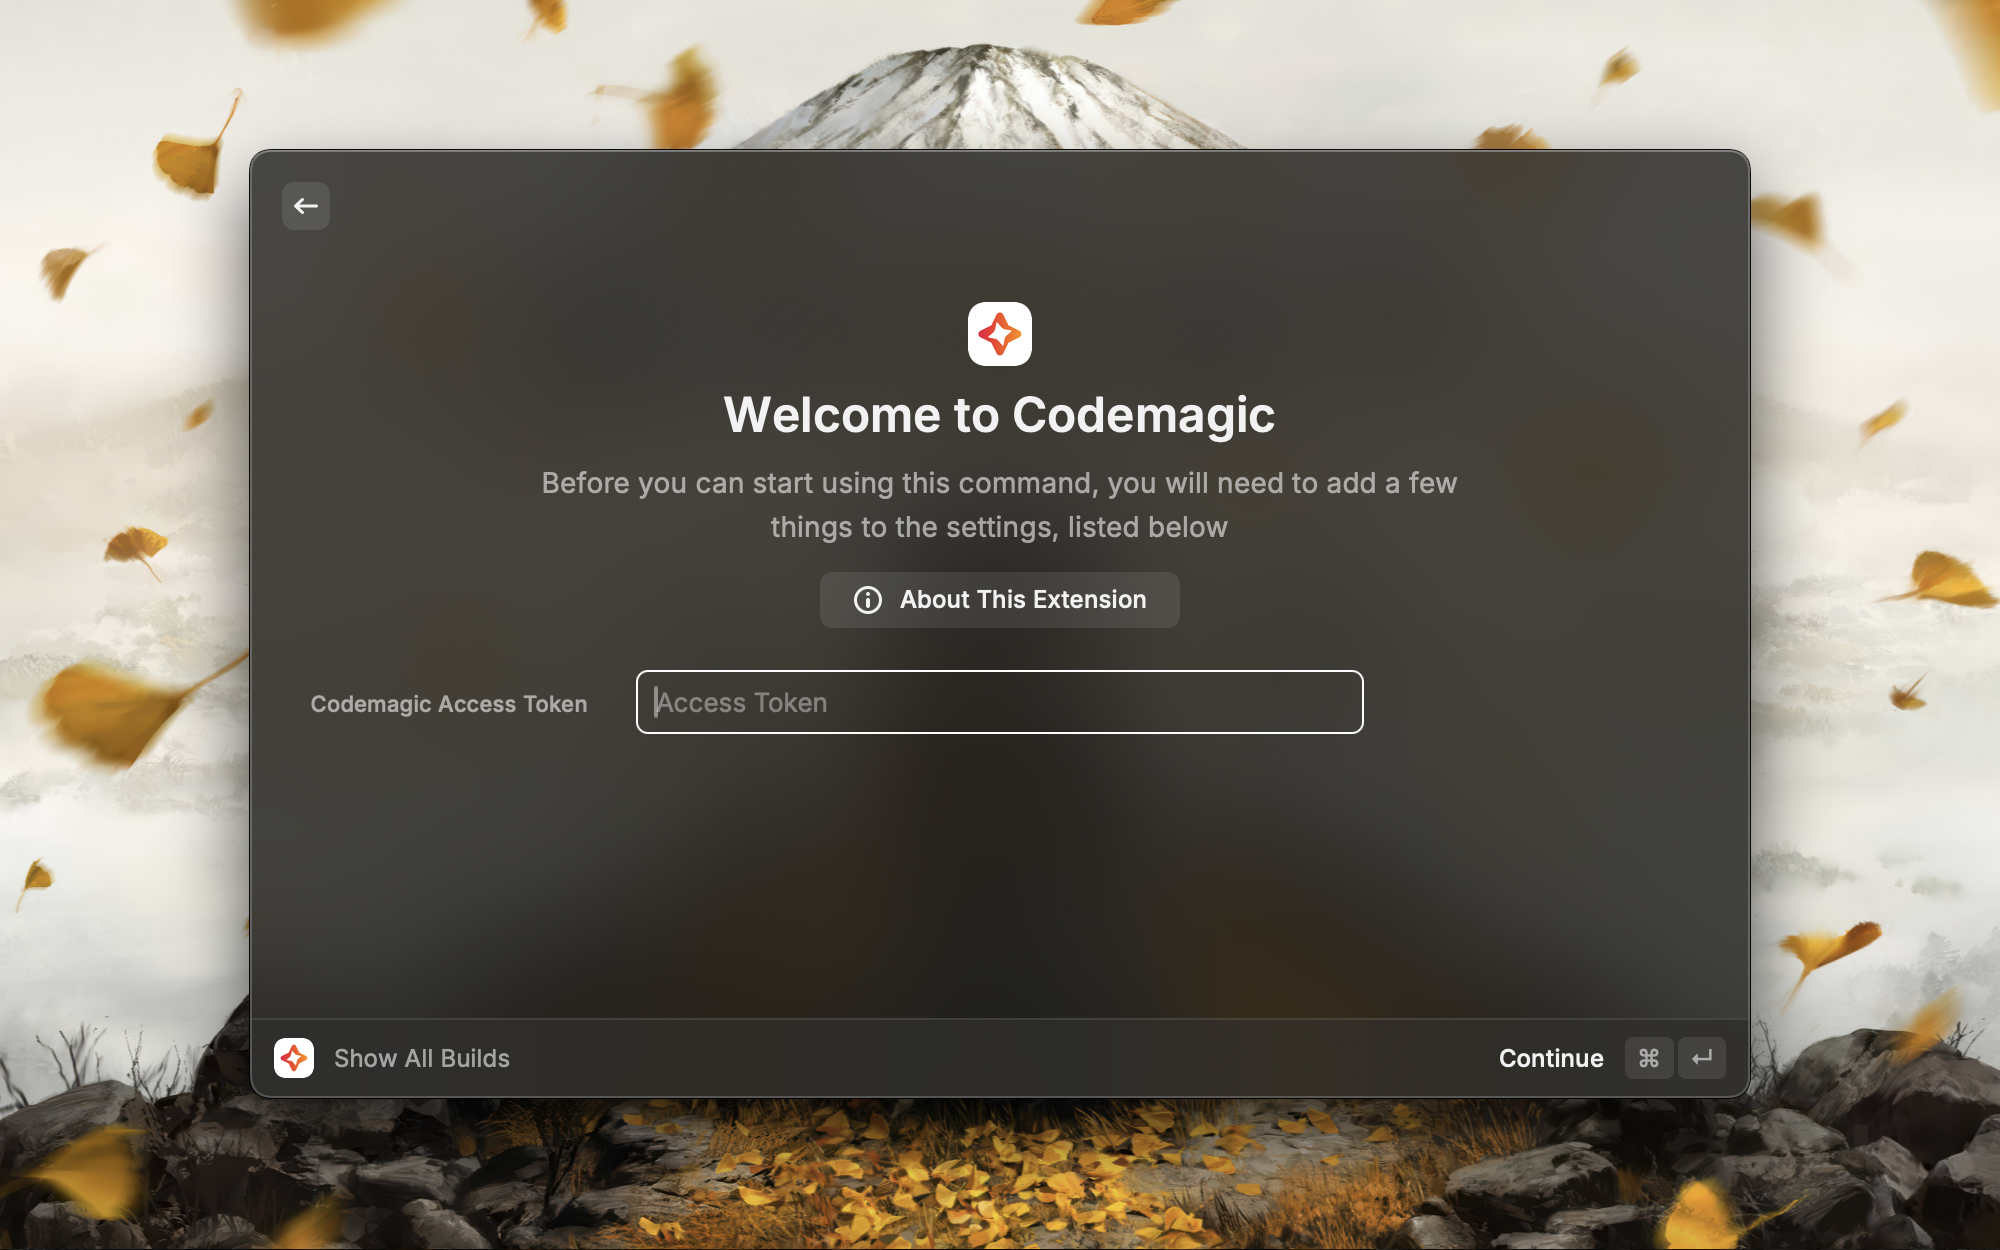 Welcome to Codemagic
Before you can start using this command, you will need to add a few
things to the settings, listed below
About This Extension
Codemagic Access Token
Access Token
Show All Builds
Continue ⌘ ↵